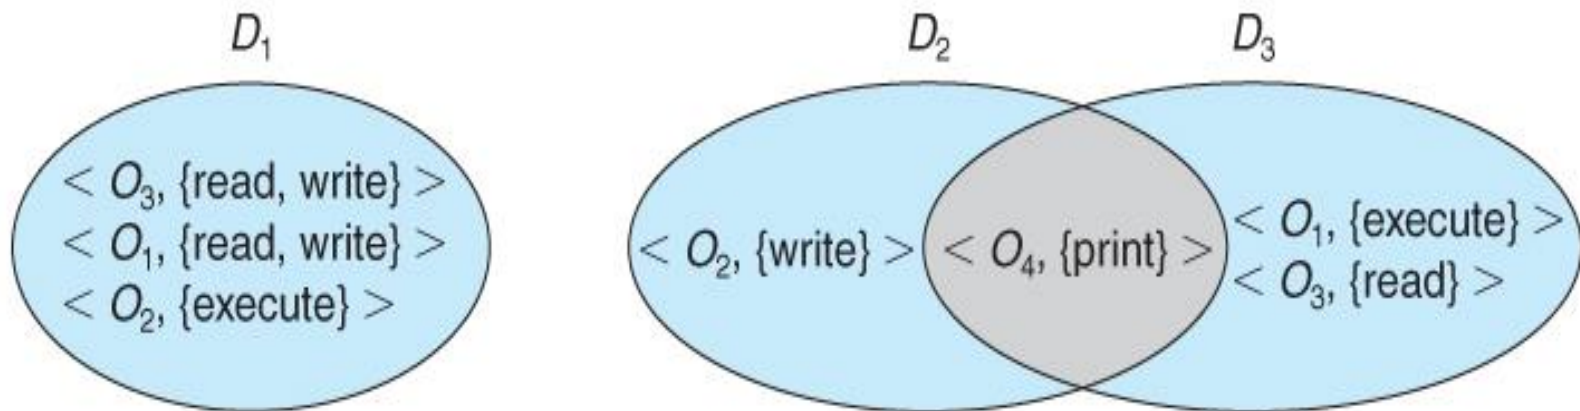 D₁
D₂
D₃
< O₃, {read, write} >
< O₁, {read, write} >
< O₂, {execute} >
< O₂, {write} >
< O₄, {print} >
< O₁, {execute} >
< O₃, {read} >